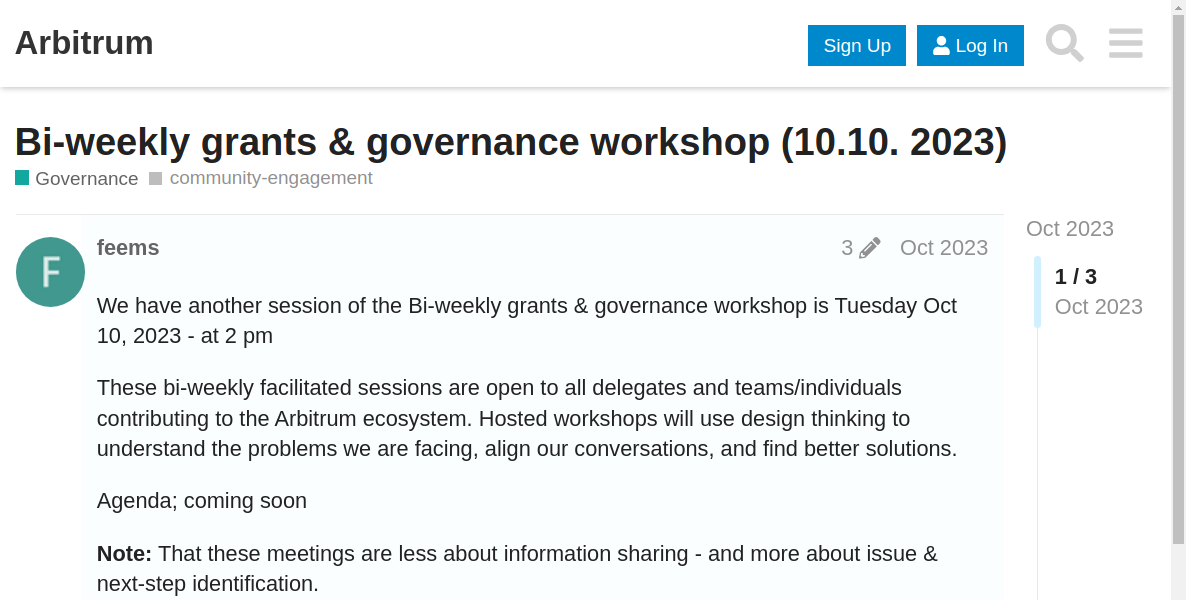 Arbitrum
Sign Up
Log In
Bi-weekly grants & governance workshop (10.10. 2023)
Governance
community-engagement
F
feems
3
Oct 2023
We have another session of the Bi-weekly grants & governance workshop is Tuesday Oct
10, 2023 - at 2 pm
These bi-weekly facilitated sessions are open to all delegates and teams/individuals
contributing to the Arbitrum ecosystem. Hosted workshops will use design thinking to
understand the problems we are facing, align our conversations, and find better solutions.
Agenda; coming soon
Note: That these meetings are less about information sharing - and more about issue &
next-step identification.
Oct 2023
1 / 3
Oct 2023